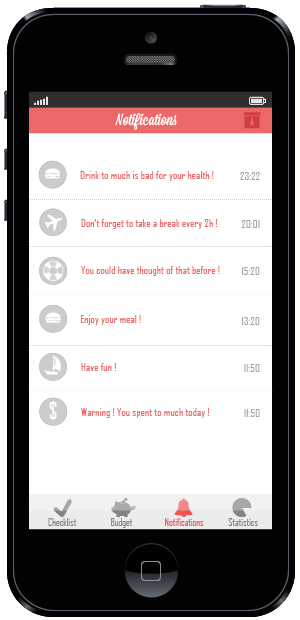 Notifications
Drink to much is bad for your health ! 23:22
Don't forget to take a break every 2h ! 20:01
You could have thought of that before ! 15:20
Enjoy your meal ! 13:20
Have fun ! 11:50
Warning ! You spent to much today ! 11:50
Checklist Budget Notifications Statistics